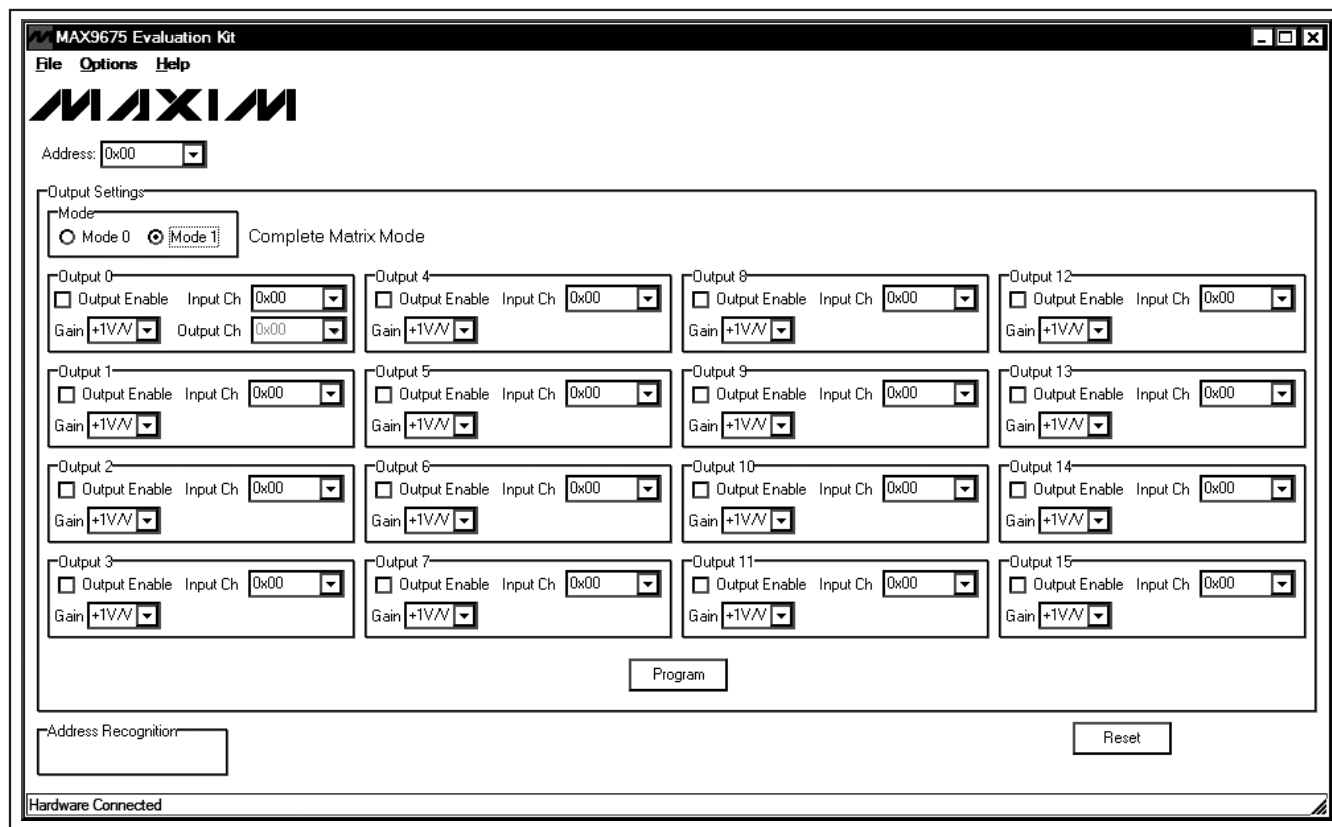 MAX9675 Evaluation Kit
File Options Help
MAXIM
Address: 0x00
Output Settings
Mode
Mode 0 Mode 1 Complete Matrix Mode
Output 0
Output Enable Input Ch 0x00
Gain +1V/V Output Ch 0x00
Output 4
Output Enable Input Ch 0x00
Gain +1V/V
Output 8
Output Enable Input Ch 0x00
Gain +1V/V
Output 12
Output Enable Input Ch 0x00
Gain +1V/V
Output 1
Output Enable Input Ch 0x00
Gain +1V/V
Output 5
Output Enable Input Ch 0x00
Gain +1V/V
Output 9
Output Enable Input Ch 0x00
Gain +1V/V
Output 13
Output Enable Input Ch 0x00
Gain +1V/V
Output 2
Output Enable Input Ch 0x00
Gain +1V/V
Output 6
Output Enable Input Ch 0x00
Gain +1V/V
Output 10
Output Enable Input Ch 0x00
Gain +1V/V
Output 14
Output Enable Input Ch 0x00
Gain +1V/V
Output 3
Output Enable Input Ch 0x00
Gain +1V/V
Output 7
Output Enable Input Ch 0x00
Gain +1V/V
Output 11
Output Enable Input Ch 0x00
Gain +1V/V
Output 15
Output Enable Input Ch 0x00
Gain +1V/V
Program
Address Recognition
Reset
Hardware Connected